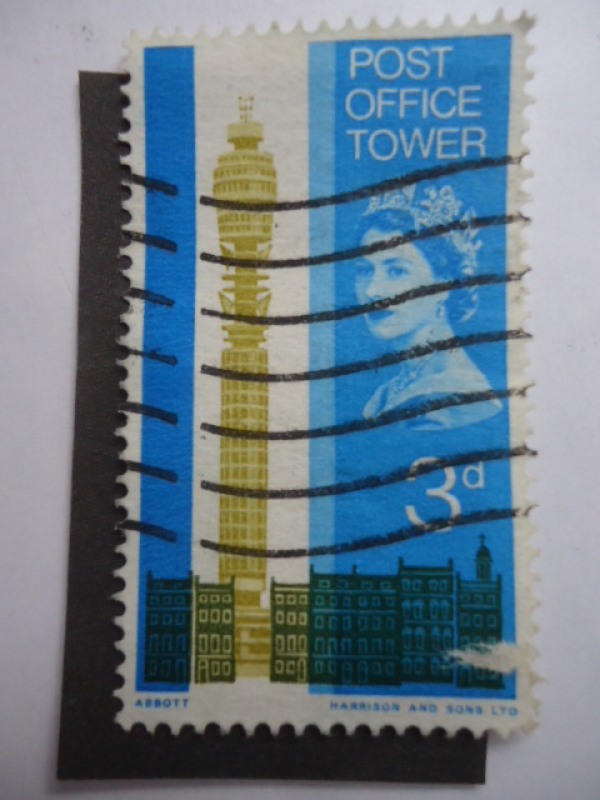 POST
OFFICE
TOWER
3d
ABBOTT HARRISON AND SONS LTD